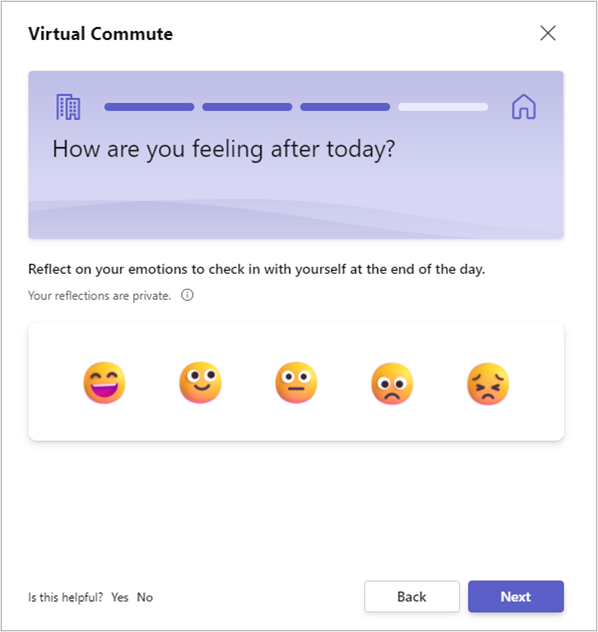 Virtual Commute
How are you feeling after today?
Reflect on your emotions to check in with yourself at the end of the day.
Your reflections are private.
Is this helpful? Yes No
Back
Next